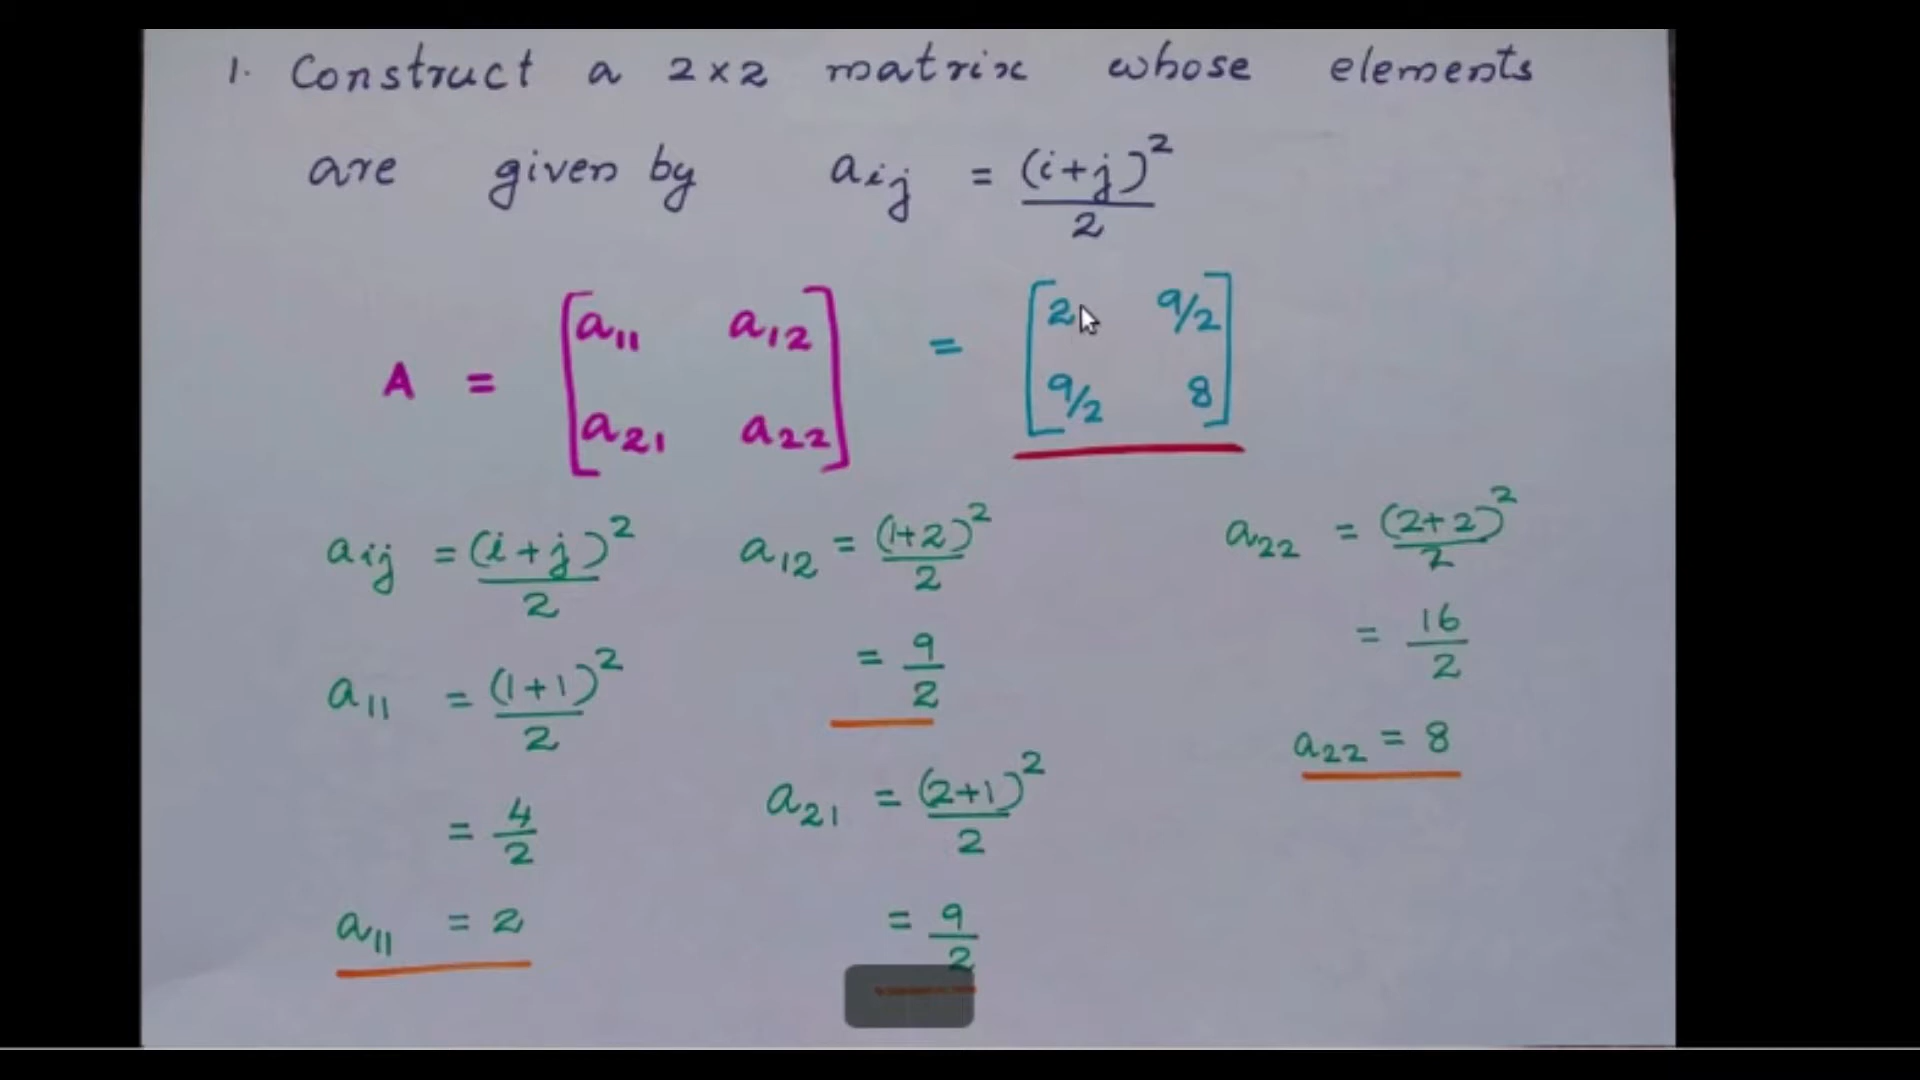 1. Construct a 2×2 matrix whose elements
are given by aij = (i+j)²/2
A = [a11 a12
a21 a22] = [2 9/2
9/2 8]
aij = (i+j)²/2
a11 = (1+1)²/2
= 4/2
a11 = 2
a12 = (1+2)²/2
= 9/2
a21 = (2+1)²/2
= 9/2
a22 = (2+2)²/2
= 16/2
a22 = 8